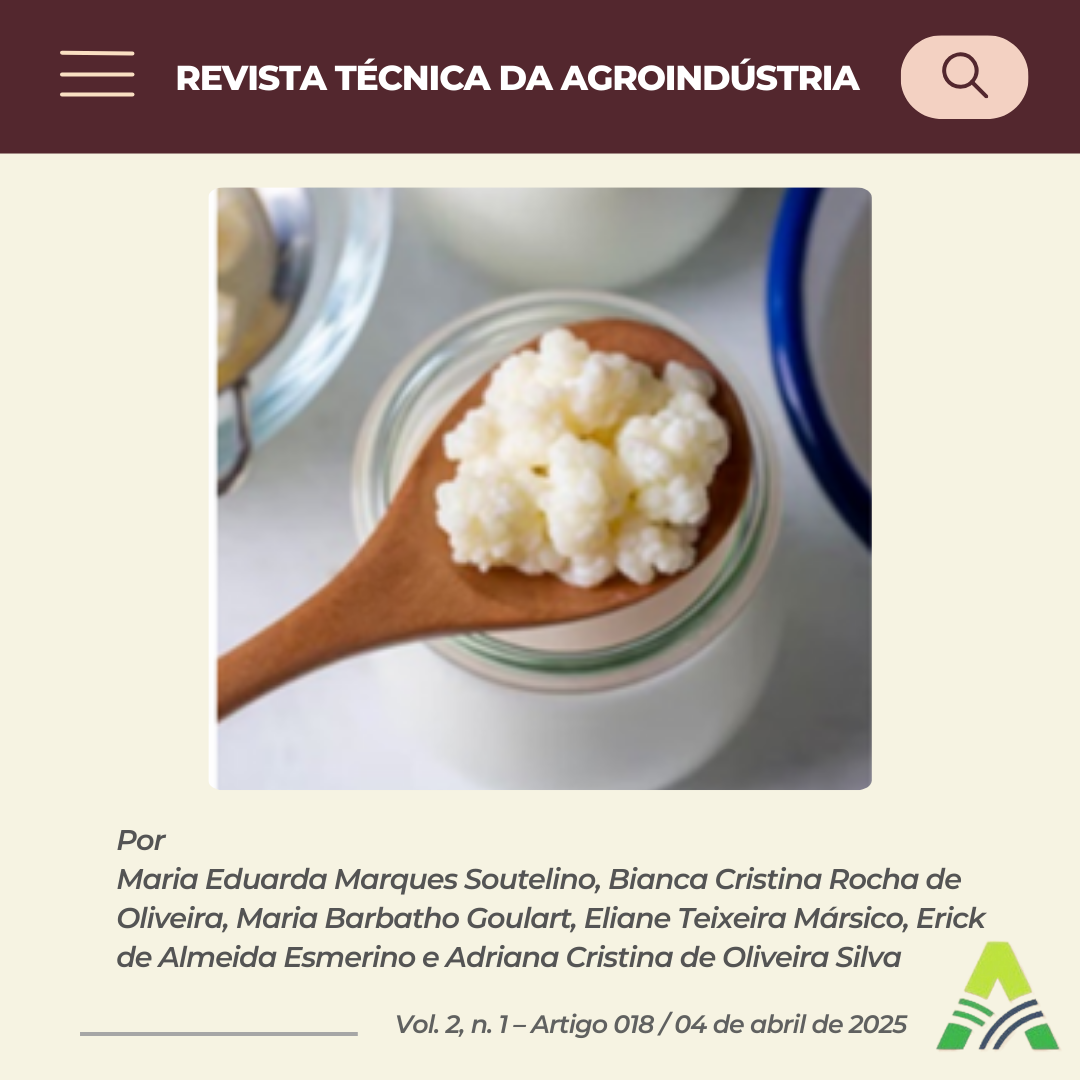 REVISTA TÉCNICA DA AGROINDÚSTRIA
Por
Maria Eduarda Marques Soutelino, Bianca Cristina Rocha de
Oliveira, Maria Barbatho Goulart, Eliane Teixeira Mársico, Erick
de Almeida Esmerino e Adriana Cristina de Oliveira Silva
Vol. 2, n. 1 – Artigo 018 / 04 de abril de 2025